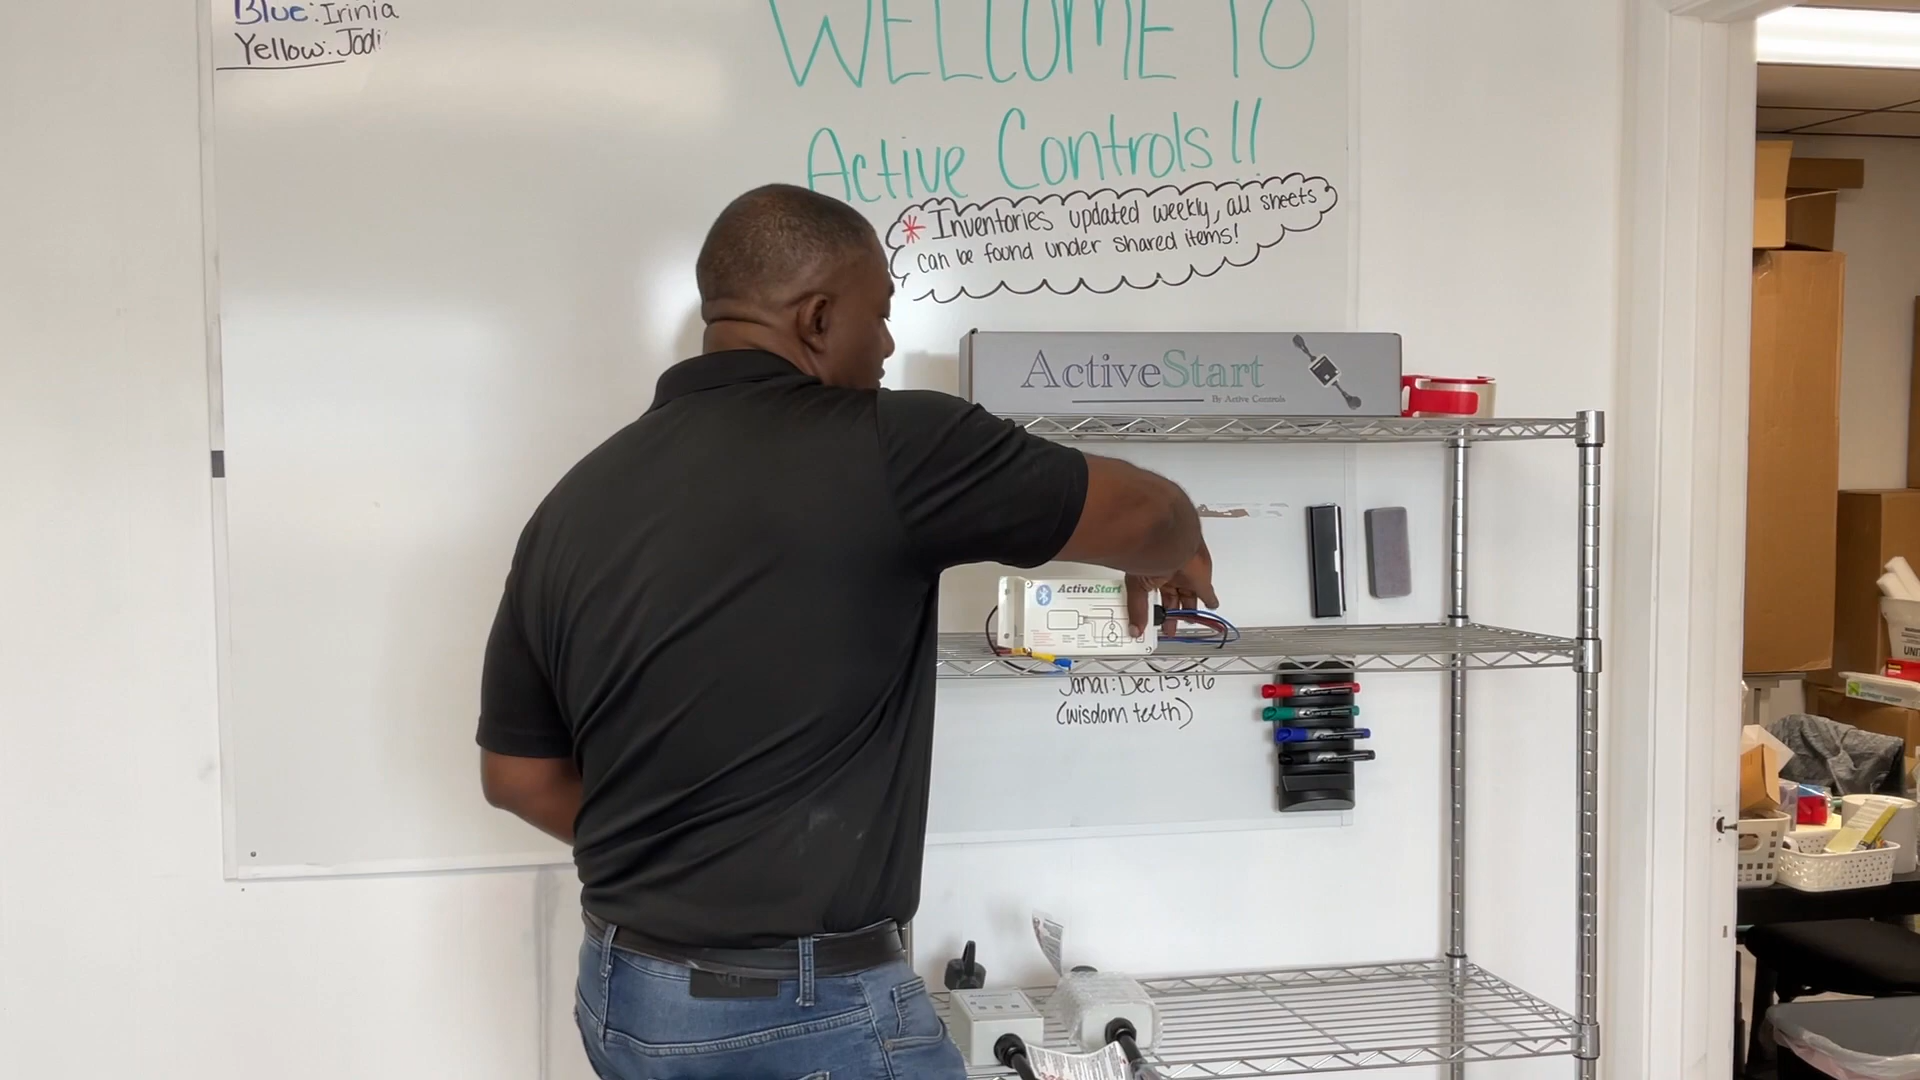 Blue: Irinia
Yellow: Jodi
WELCOME TO
Active Controls!!
* Inventories updated weekly, all sheets
can be found under shared items!
ActiveStart
By Active Controls
ActiveStart
Janai: Dec 15 & 16
(wisdom teeth)